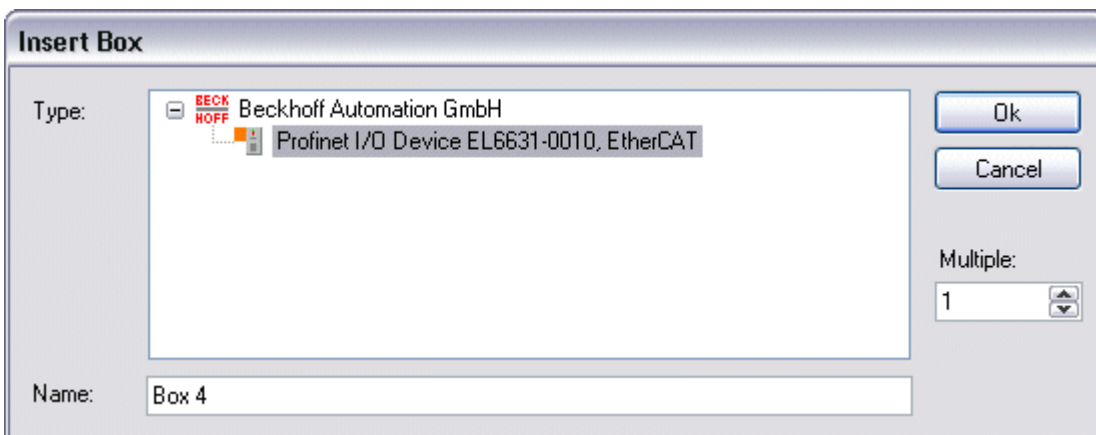 Insert Box
Type:
BECK
HOFF
Beckhoff Automation GmbH
Profinet I/O Device EL6631-0010, EtherCAT
Ok
Cancel
Multiple:
1
Name:
Box 4